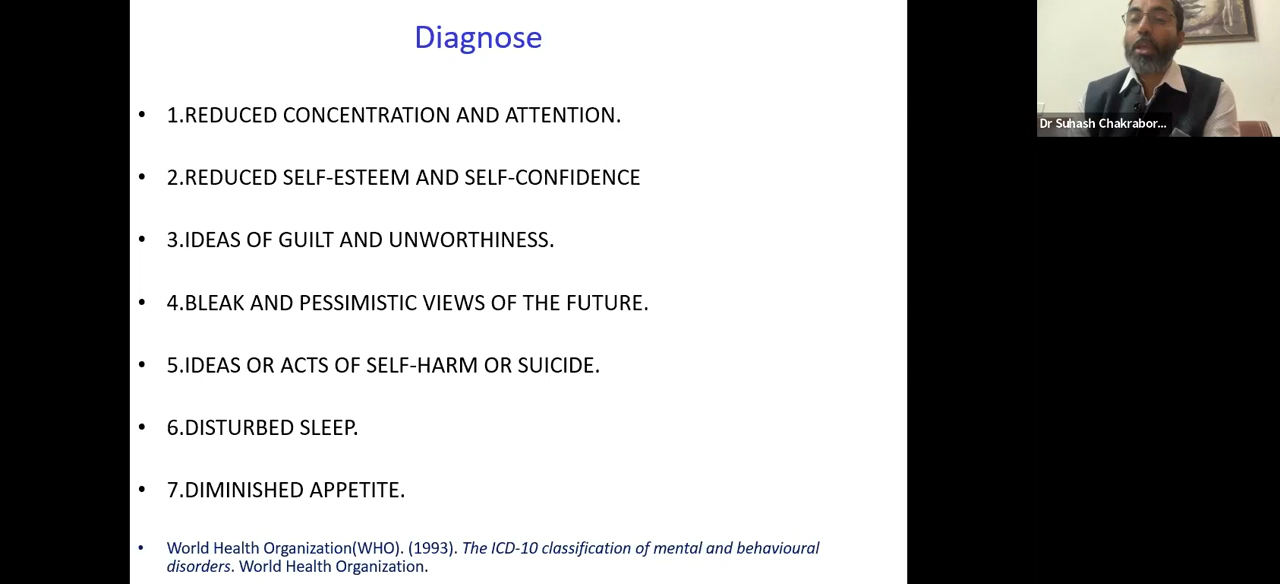 Diagnose
• 1.REDUCED CONCENTRATION AND ATTENTION.
• 2.REDUCED SELF-ESTEEM AND SELF-CONFIDENCE
• 3.IDEAS OF GUILT AND UNWORTHINESS.
• 4.BLEAK AND PESSIMISTIC VIEWS OF THE FUTURE.
• 5.IDEAS OR ACTS OF SELF-HARM OR SUICIDE.
• 6.DISTURBED SLEEP.
• 7.DIMINISHED APPETITE.
• World Health Organization(WHO). (1993). The ICD-10 classification of mental and behavioural
disorders. World Health Organization.
Dr Suhash Chakrabor...